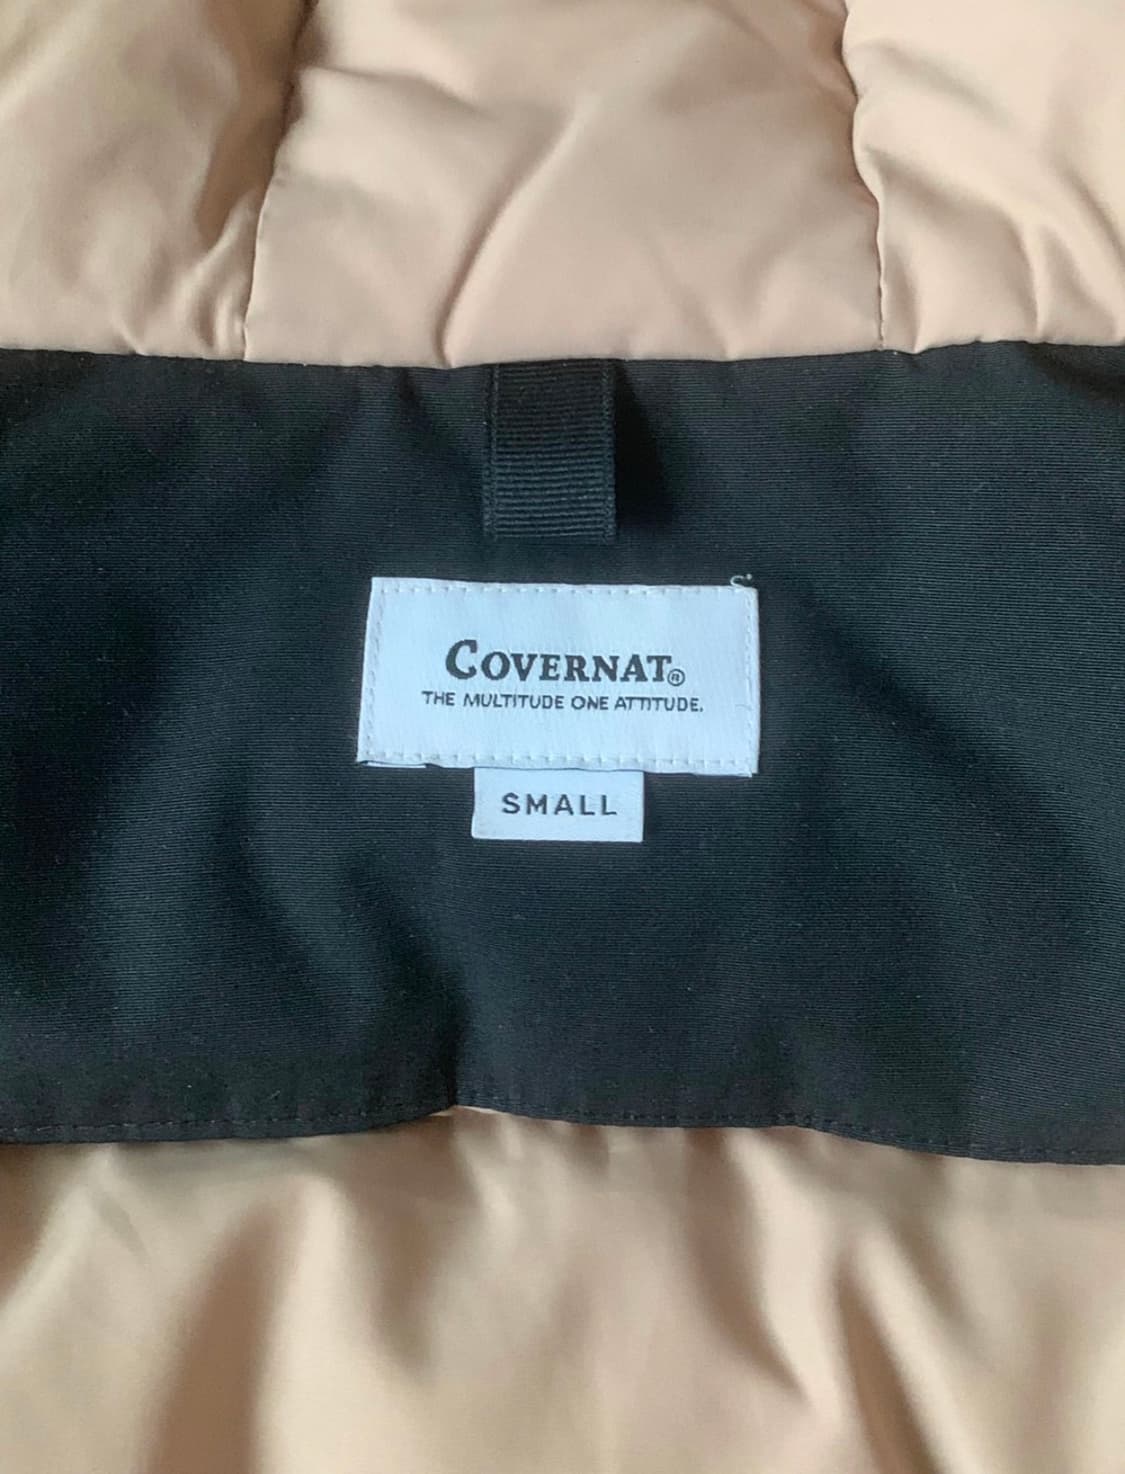 COVERNAT®
THE MULTITUDE ONE ATTITUDE.
SMALL